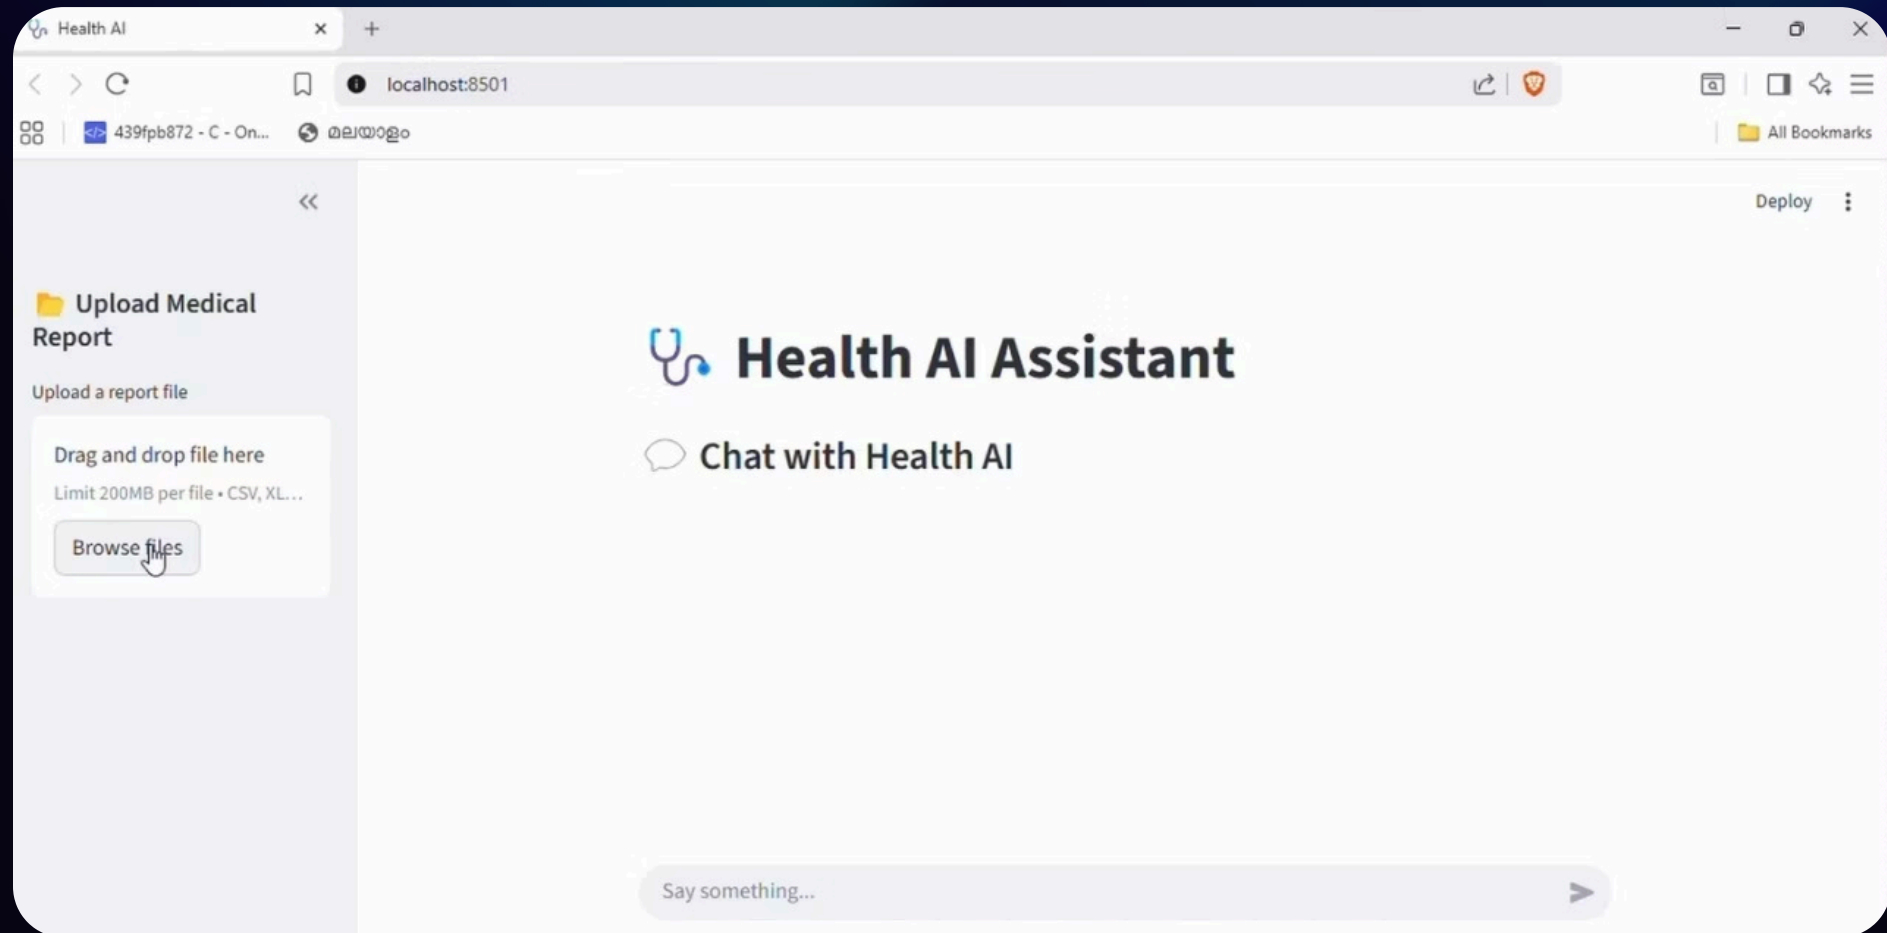 Health AI
localhost:8501
439fpb872 - C - On...
മലയാളം
All Bookmarks
Deploy
Upload Medical
Report
Upload a report file
Drag and drop file here
Limit 200MB per file • CSV, XL...
Browse files
Health AI Assistant
Chat with Health AI
Say something...